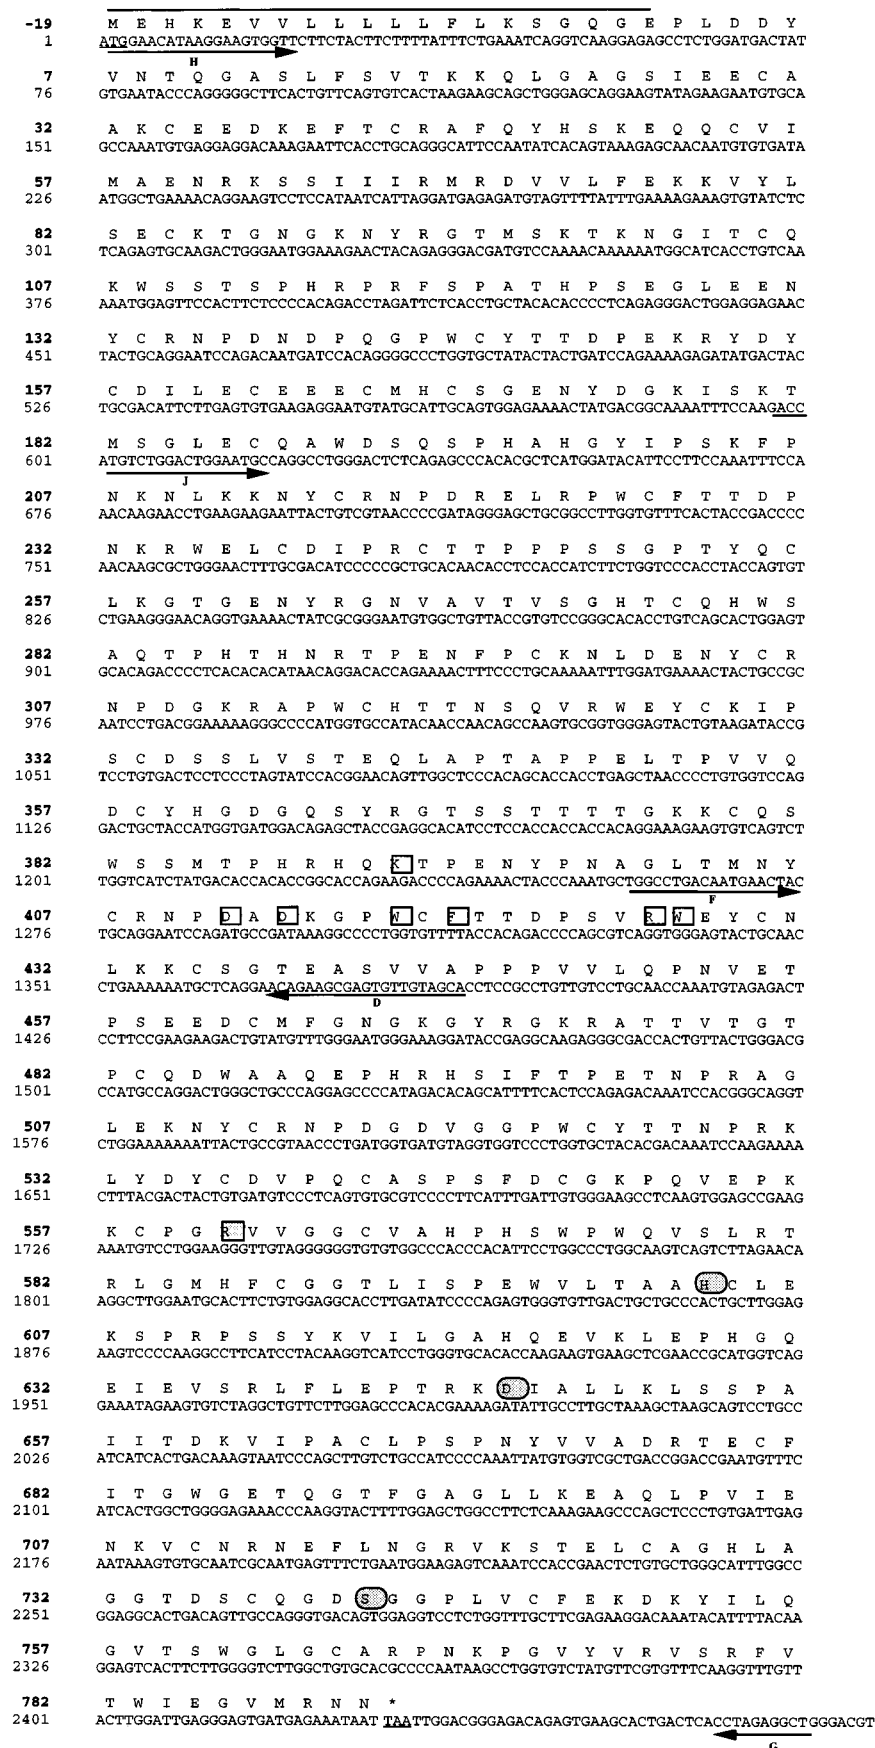 -19 M E H K E V V L L L L L F L K S G Q G E P L D D Y
1 ATGGAACATAAGGAAGTGGTTCTTCTACTTCTTTTATTTCTGAAATCAGGTCAAGGAGAGCCTCTGGATGACTAT
H
7 V N T Q G A S L F S V T K K Q L G A G S I E E C A
76 GTGAATACCCAGGGGGCTTCACTGTTCAGTGTCACTAAGAAGCAGCTGGGAGCAGGAAGTATAGAAGAATGTGCA
32 A K C E E D K E F T C R A F Q Y H S K E Q Q C V I
151 GCCAAATGTGAGGAGGACAAAGAATTCACCTGCAGGGCATTCCAATATCACAGTAAAGAGCAACAATGTGTGATA
57 M A E N R K S S I I I R M R D V V L F E K K V Y L
226 ATGGCTGAAAACAGGAAGTCCTCCATAATCATTAGGATGAGAGATGTAGTTTTATTTGAAAAGAAAGTGTATCTC
82 S E C K T G N G K N Y R G T M S K T K N G I T C Q
301 TCAGAGTGCAAGACTGGGAATGGAAAGAACTACAGAGGGACGATGTCCAAAACAAAAAATGGCATCACCTGTCAA
107 K W S S T S P H R P R F S P A T H P S E G L E E N
376 AAATGGAGTTCCACTTCTCCCCACAGACCTAGATTCTCACCTGCTACACACCCCTCAGAGGGACTGGAGGAGAAC
132 Y C R N P D N D P Q G P W C Y T T D P E K R Y D Y
451 TACTGCAGGAATCCAGACAATGATCCACAGGGGCCCTGGTGCTATACTACTGATCCAGAAAAGAGATATGACTAC
157 C D I L E C E E E C M H C S G E N Y D G K I S K T
526 TGCGACATTCTTGAGTGTGAAGAGGAATGTATGCATTGCAGTGGAGAAAACTATGACGGCAAAATTTCCAAGACC
182 M S G L E C Q A W D S Q S P H A H G Y I P S K F P
601 ATGTCTGGACTGGAATGCCAGGCCTGGGACTCTCAGAGCCCACACGCTCATGGATACATTCCTTCCAAATTTCCA
J
207 N K N L K K N Y C R N P D R E L R P W C F T T D P
676 AACAAGAACCTGAAGAAGAATTACTGTCGTAACCCCGATAGGGAGCTGCGGCCTTGGTGTTTCACTACCGACCCC
232 N K R W E L C D I P R C T T P P P S S G P T Y Q C
751 AACAAGCGCTGGGAACTTTGCGACATCCCCCGCTGCACAACACCTCCACCATCTTCTGGTCCCACCTACCAGTGT
257 L K G T G E N Y R G N V A V T V S G H T C Q H W S
826 CTGAAGGGAACAGGTGAAAACTATCGCGGGAATGTGGCTGTTACCGTGTCCGGGCACACCTGTCAGCACTGGAGT
282 A Q T P H T H N R T P E N F P C K N L D E N Y C R
901 GCACAGACCCCTCACACACATAACAGGACACCAGAAAACTTTCCCTGCAAAAATTTGGATGAAAACTACTGCCGC
307 N P D G K R A P W C H T T N S Q V R W E Y C K I P
976 AATCCTGACGGAAAAAGGGCCCCATGGTGCCATACAACCAACAGCCAAGTGCGGTGGGAGTACTGTAAGATACCG
332 S C D S S L V S T E Q L A P T A P P E L T P V V Q
1051 TCCTGTGACTCCTCCCTAGTATCCACGGAACAGTTGGCTCCCACAGCACCACCTGAGCTAACCCCTGTGGTCCAG
357 D C Y H G D G Q S Y R G T S S T T T T G K K C Q S
1126 GACTGCTACCATGGTGATGGACAGAGCTACCGAGGCACATCCTCCACCACCACCACAGGAAAGAAGTGTCAGTCT
382 W S S M T P H R H Q K T P E N Y P N A G L T M N Y
1201 TGGTCATCTATGACACCACACCGGCACCAGAAGACCCCAGAAAACTACCCAAATGCTGGCCTGACAATGAACTAC
F
407 C R N P D A D K G P W C F T T D P S V R W E Y C N
1276 TGCAGGAATCCAGATGCCGATAAAGGCCCCTGGTGTTTTACCACAGACCCCAGCGTCAGGTGGGAGTACTGCAAC
432 L K K C S G T E A S V V A P P P V V L Q P N V E T
1351 CTGAAAAAATGCTCAGGAACAGAAGCGAGTGTTGTAGCACCTCCGCCTGTTGTCCTGCAACCAAATGTAGAGACT
D
457 P S E E D C M F G N G K G Y R G K R A T T V T G T
1426 CCTTCCGAAGAAGACTGTATGTTTGGGAATGGGAAAGGATACCGAGGCAAGAGGGCGACCACTGTTACTGGGACG
482 P C Q D W A A Q E P H R H S I F T P E T N P R A G
1501 CCATGCCAGGACTGGGCTGCCCAGGAGCCCCATAGACACAGCATTTTCACTCCAGAGACAAATCCACGGGCAGGT
507 L E K N Y C R N P D G D V G G P W C Y T T N P R K
1576 CTGGAAAAAAATTACTGCCGTAACCCTGATGGTGATGTAGGTGGTCCCTGGTGCTACACGACAAATCCAAGAAAA
532 L Y D Y C D V P Q C A S P S F D C G K P Q V E P K
1651 CTTTACGACTACTGTGATGTCCCTCAGTGTGCGTCCCCTTCATTTGATTGTGGGAAGCCTCAAGTGGAGCCGAAG
557 K C P G R V V G G C V A H P H S W P W Q V S L R T
1726 AAATGTCCTGGAAGGGTTGTAGGGGGGTGTGTGGCCCACCCACATTCCTGGCCCTGGCAAGTCAGTCTTAGAACA
582 R L G M H F C G G T L I S P E W V L T A A H C L E
1801 AGGCTTGGAATGCACTTCTGTGGAGGCACCTTGATATCCCCAGAGTGGGTGTTGACTGCTGCCCACTGCTTGGAG
607 K S P R P S S Y K V I L G A H Q E V K L E P H G Q
1876 AAGTCCCCAAGGCCTTCATCCTACAAGGTCATCCTGGGTGCACACCAAGAAGTGAAGCTCGAACCGCATGGTCAG
632 E I E V S R L F L E P T R K D I A L L K L S S P A
1951 GAAATAGAAGTGTCTAGGCTGTTCTTGGAGCCCACACGAAAAGATATTGCCTTGCTAAAGCTAAGCAGTCCTGCC
657 I I T D K V I P A C L P S P N Y V V A D R T E C F
2026 ATCATCACTGACAAAGTAATCCCAGCTTGTCTGCCATCCCCAAATTATGTGGTCGCTGACCGGACCGAATGTTTC
682 I T G W G E T Q G T F G A G L L K E A Q L P V I E
2101 ATCACTGGCTGGGGAGAAACCCAAGGTACTTTTGGAGCTGGCCTTCTCAAAGAAGCCCAGCTCCCTGTGATTGAG
707 N K V C N R N E F L N G R V K S T E L C A G H L A
2176 AATAAAGTGTGCAATCGCAATGAGTTTCTGAATGGAAGAGTCAAATCCACCGAACTCTGTGCTGGGCATTTGGCC
732 G G T D S C Q G D S G G P L V C F E K D K Y I L Q
2251 GGAGGCACTGACAGTTGCCAGGGTGACAGTGGAGGTCCTCTGGTTTGCTTCGAGAAGGACAAATACATTTTACAA
757 G V T S W G L G C A R P N K P G V Y V R V S R F V
2326 GGAGTCACTTCTTGGGGTCTTGGCTGTGCACGCCCCAATAAGCCTGGTGTCTATGTTCGTGTTTCAAGGTTTGTT
782 T W I E G V M R N N *
2401 ACTTGGATTGAGGGAGTGATGAGAAATAATTAATTGGACGGGAGACAGAGTGAAGCACTGACTCACCTAGAGGCTGGGACGT
G